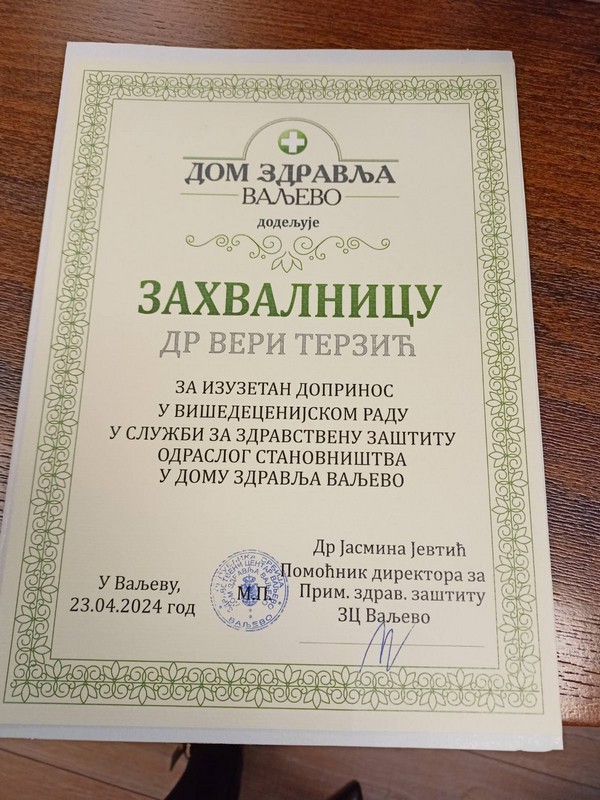 ДОМ ЗДРАВЉА
ВАЉЕВО
додељује
ЗАХВАЛНИЦУ
ДР ВЕРИ ТЕРЗИЋ
ЗА ИЗУЗЕТАН ДОПРИНОС
У ВИШЕДЕЦЕНИЈСКОМ РАДУ
У СЛУЖБИ ЗА ЗДРАВСТВЕНУ ЗАШТИТУ
ОДРАСЛОГ СТАНОВНИШТВА
У ДОМУ ЗДРАВЉА ВАЉЕВО
У Ваљеву,
23.04.2024 год
М.П.
ВАЉЕВО
Др Јасмина Јевтић
Помоћник директора за
Прим. здрав. заштиту
ЗЦ Ваљево